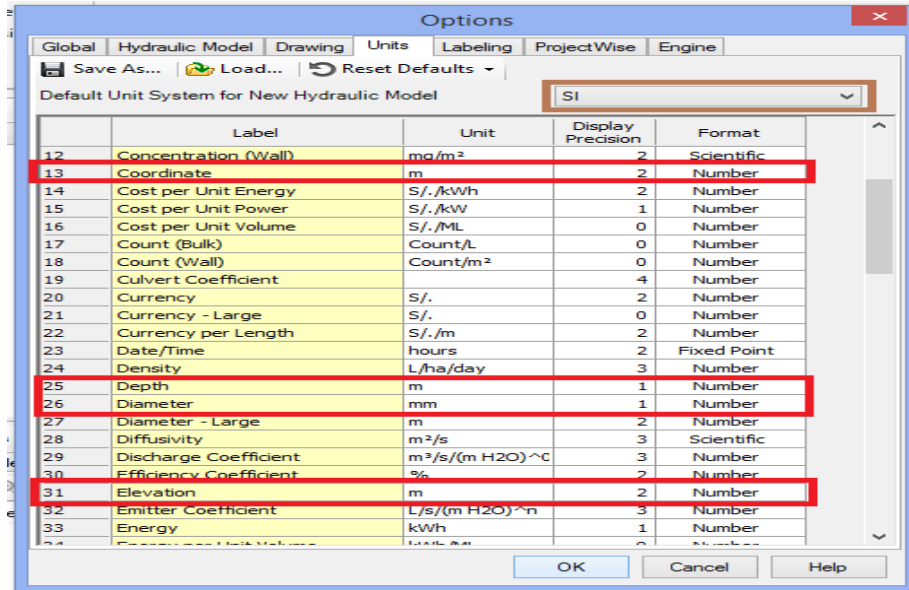 Options
Global Hydraulic Model Drawing Units Labeling ProjectWise Engine
Save As... Load... Reset Defaults
Default Unit System for New Hydraulic Model SI
Label Unit Display Precision Format
12 Concentration (Wall) mg/m² 2 Scientific
13 Coordinate m 2 Number
14 Cost per Unit Energy S/./kWh 2 Number
15 Cost per Unit Power S/./kW 1 Number
16 Cost per Unit Volume S/./ML 0 Number
17 Count (Bulk) Count/L 0 Number
18 Count (Wall) Count/m² 0 Number
19 Culvert Coefficient 4 Number
20 Currency S/. 2 Number
21 Currency - Large S/. 0 Number
22 Currency per Length S/./m 2 Number
23 Date/Time hours 2 Fixed Point
24 Density L/ha/day 3 Number
25 Depth m 1 Number
26 Diameter mm 1 Number
27 Diameter - Large m 2 Number
28 Diffusivity m²/s 3 Scientific
29 Discharge Coefficient m³/s/(m H2O)^ 3 Number
30 Efficiency Coefficient % 2 Number
31 Elevation m 2 Number
32 Emitter Coefficient L/s/(m H2O)^n 3 Number
33 Energy kWh 1 Number
OK Cancel Help